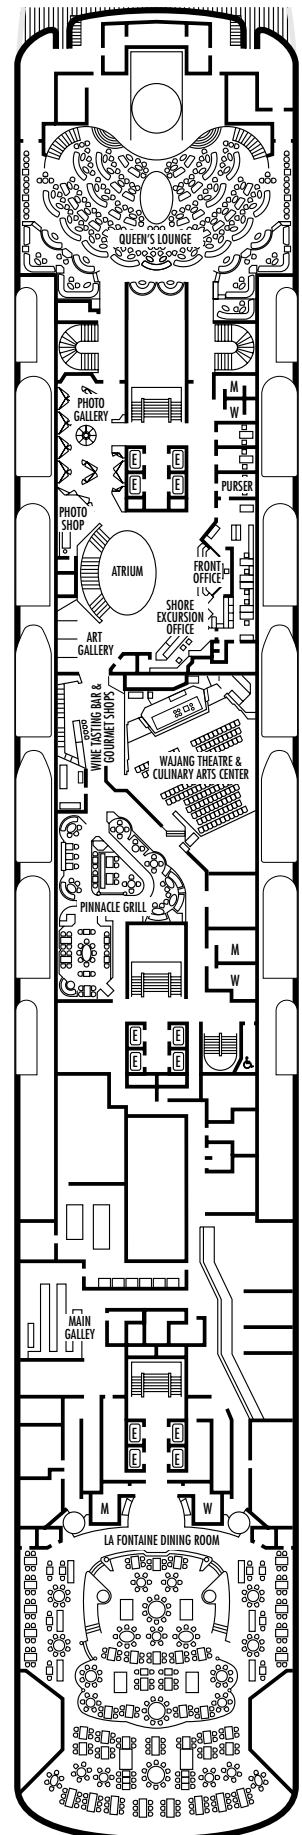 QUEEN'S LOUNGE
M
W
PHOTO
GALLERY
E
E
E
E
PURSER
PHOTO
SHOP
ATRIUM
FRONT
OFFICE
SHORE
EXCURSION
OFFICE
ART
GALLERY
WINE TASTING BAR &
GOURMET SHOPS
WAJANG THEATRE &
CULINARY ARTS CENTER
PINNACLE GRILL
M
W
E
E
E
E
MAIN
GALLEY
E
E
E
E
M
W
LA FONTAINE DINING ROOM